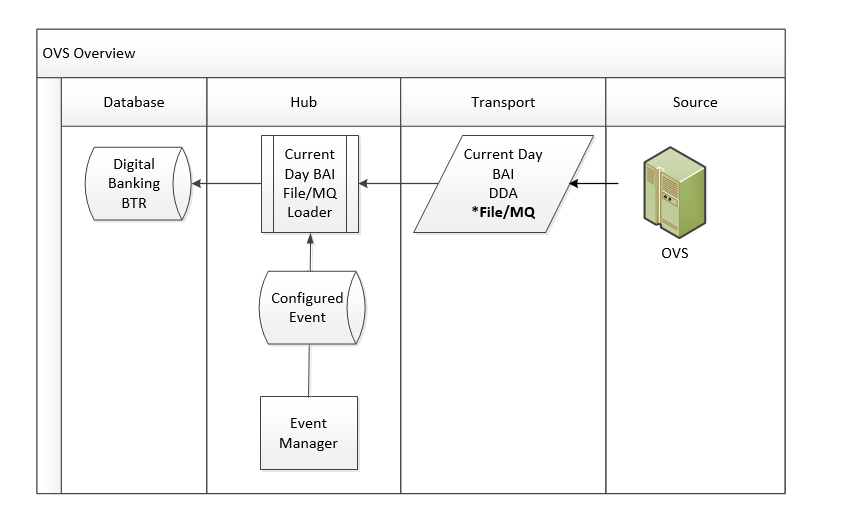 OVS Overview
Database
Hub
Transport
Source
Digital
Banking
BTR
Current
Day BAI
File/MQ
Loader
Current Day
BAI
DDA
*File/MQ
OVS
Configured
Event
Event
Manager